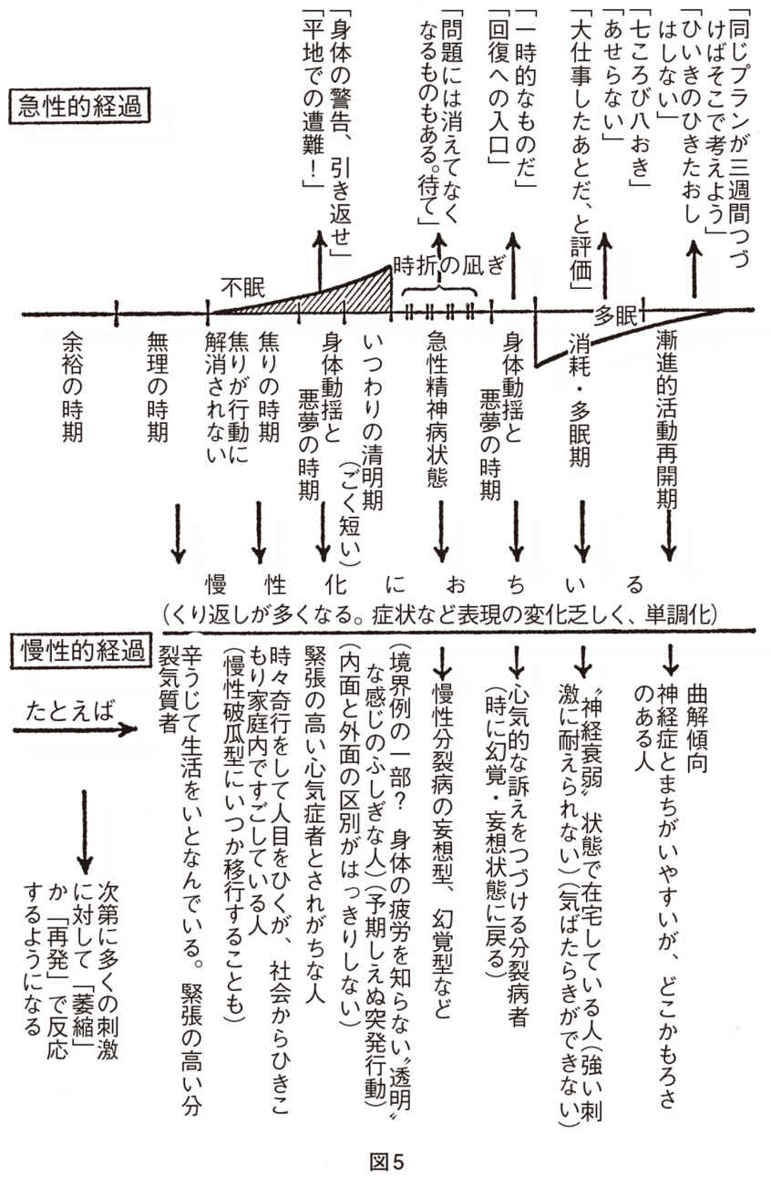 急性的経過
「身体の警告、引き返せ」
「平地での遭難！」
「問題には消えてなく
なるものもある。待て」
「一時的なものだ」
「回復への入口」
「大仕事したあとだ、と評価」
「同じプランが三週間つづ
けばそこで考えよう」
「ひいきのひきたおし
はしない」
「七ころび八おき」
「あせらない」
不眠
時折の凪ぎ
多眠
余裕の時期
無理の時期
焦りの時期
焦りが行動に
解消されない
身体動揺と
悪夢の時期
いつわりの清明期
（ごく短い）
急性精神病状態
身体動揺と
悪夢の時期
消耗・多眠期
漸進的活動再開期
慢性化におちいる
（くり返しが多くなる。症状など表現の変化乏しく、単調化）
慢性的経過
たとえば
辛うじて生活をいとなんでいる。緊張の高い分
裂気質者
時々奇行をして人目をひくが、社会からひきこ
もり家庭内ですごしている人
（慢性破瓜型にいつか移行することも）
緊張の高い心気症者とされがちな人
（境界例の一部？　身体の疲労を知らない〝透明〟
な感じのふしぎな人）（予期しえぬ突発行動）
（内面と外面の区別がはっきりしない）
慢性分裂病の妄想型、幻覚型など
心気的な訴えをつづける分裂病者
（時に幻覚・妄想状態に戻る）
〝神経衰弱〟状態で在宅している人（強い刺
激に耐えられない）（気ばたらきができない）
曲解傾向
神経症とまちがいやすいが、どこかもろさ
のある人
次第に多くの刺激
に対して「萎縮」
か「再発」で反応
するようになる
図5